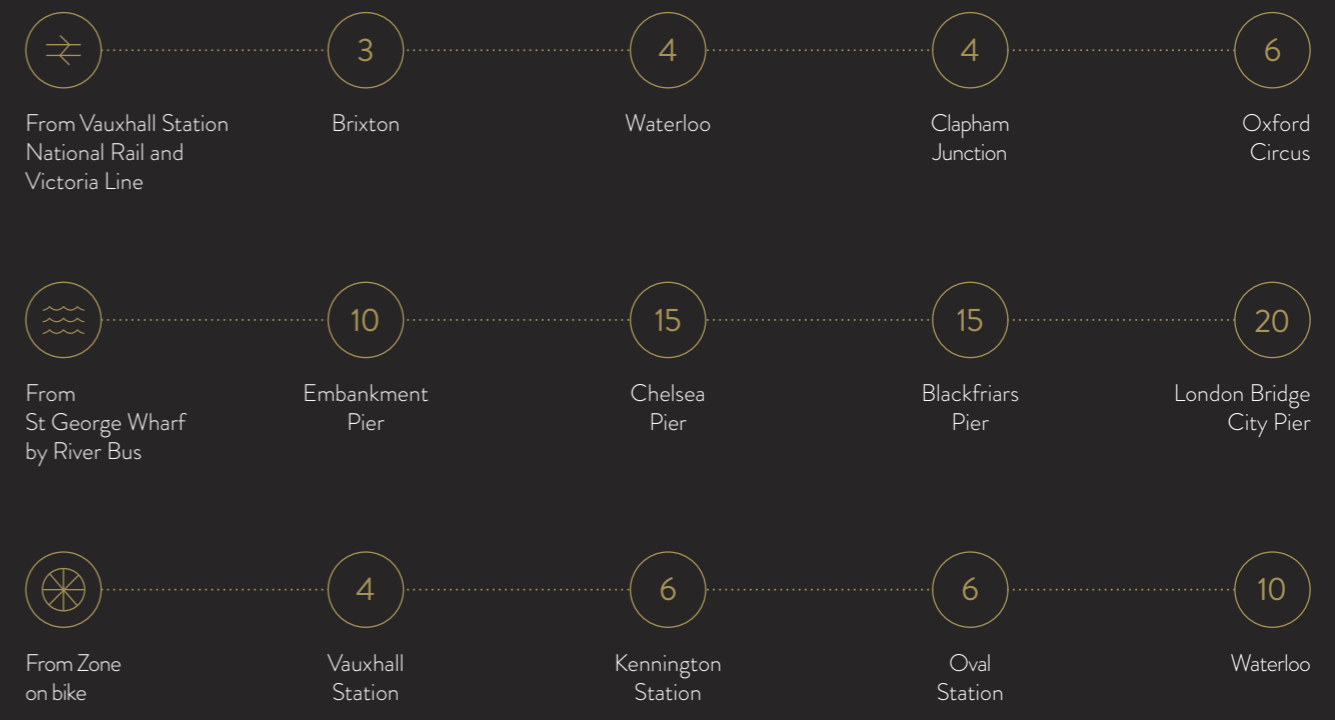 3
4
4
6
From Vauxhall Station
National Rail and
Victoria Line
Brixton
Waterloo
Clapham
Junction
Oxford
Circus
10
15
15
20
From
St George Wharf
by River Bus
Embankment
Pier
Chelsea
Pier
Blackfriars
Pier
London Bridge
City Pier
4
6
6
10
From Zone
on bike
Vauxhall
Station
Kennington
Station
Oval
Station
Waterloo